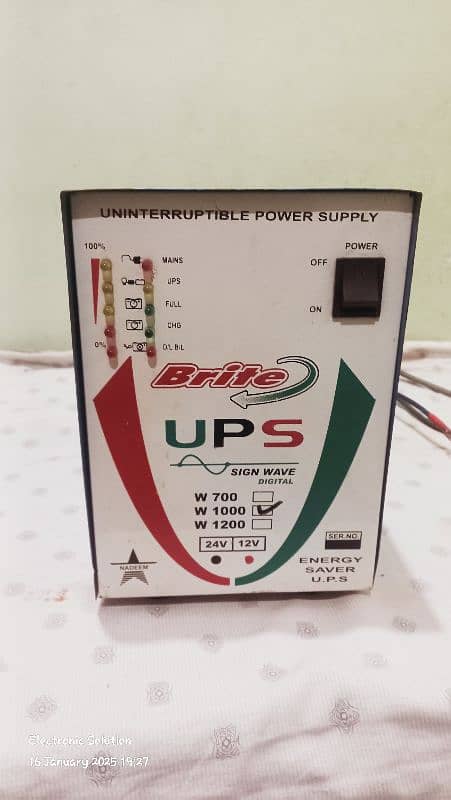 UNINTERRUPTIBLE POWER SUPPLY
100%
MAINS
UPS
FULL
CHG
0%
O/L B/L
POWER
OFF
ON
Brite
UPS
SIGN WAVE
DIGITAL
W 700
W 1000
W 1200
24V 12V
SER.NO
NADEEM
ENERGY
SAVER
U.P.S
Electronic Solution
16 January 2025 19:27